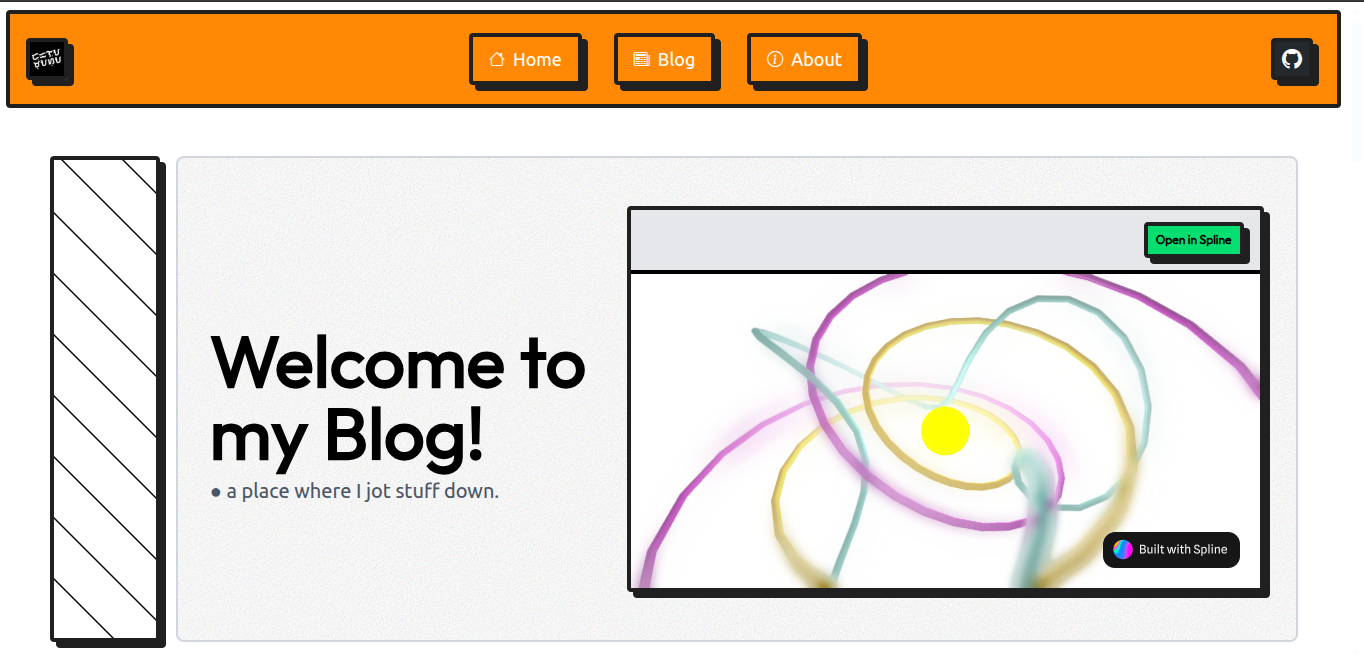 Home
Blog
About
Open in Spline
Welcome to
my Blog!
● a place where I jot stuff down.
Built with Spline